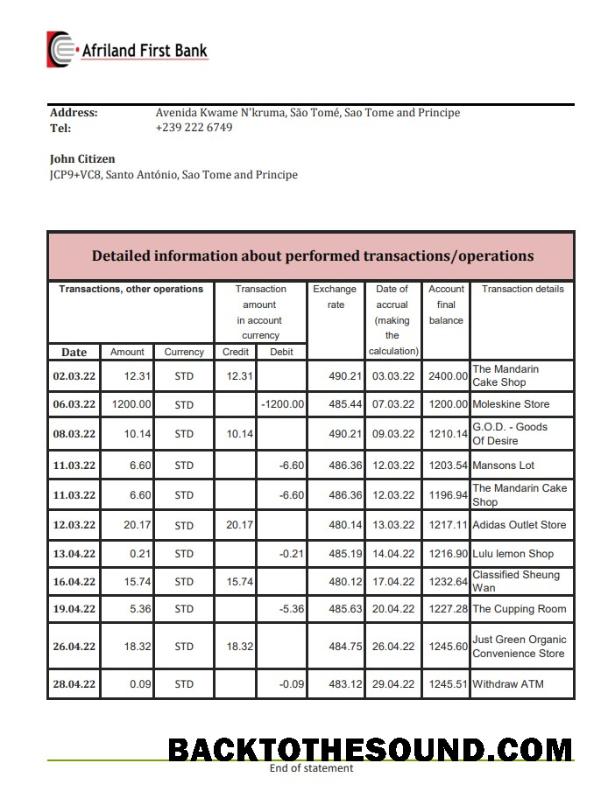 Afriland First Bank
Address: Avenida Kwame N'kruma, São Tomé, Sao Tome and Principe
Tel: +239 222 6749
John Citizen
JCP9+VC8, Santo António, Sao Tome and Principe
Detailed information about performed transactions/operations
Transactions, other operations
Transaction
amount
in account
currency
Exchange
rate
Date of
accrual
(making
the
calculation)
Account
final
balance
Transaction details
Date Amount Currency Credit Debit
02.03.22 12.31 STD 12.31 490.21 03.03.22 2400.00 The Mandarin
Cake Shop
06.03.22 1200.00 STD -1200.00 485.44 07.03.22 1200.00 Moleskine Store
08.03.22 10.14 STD 10.14 490.21 09.03.22 1210.14 G.O.D. - Goods
Of Desire
11.03.22 6.60 STD -6.60 486.36 12.03.22 1203.54 Mansons Lot
11.03.22 6.60 STD -6.60 486.36 12.03.22 1196.94 The Mandarin Cake
Shop
12.03.22 20.17 STD 20.17 480.14 13.03.22 1217.11 Adidas Outlet Store
13.04.22 0.21 STD -0.21 485.19 14.04.22 1216.90 Lulu lemon Shop
16.04.22 15.74 STD 15.74 480.12 17.04.22 1232.64 Classified Sheung
Wan
19.04.22 5.36 STD -5.36 485.63 20.04.22 1227.28 The Cupping Room
26.04.22 18.32 STD 18.32 484.75 26.04.22 1245.60 Just Green Organic
Convenience Store
28.04.22 0.09 STD -0.09 483.12 29.04.22 1245.51 Withdraw ATM
BACKTOTHESOUND.COM
End of statement